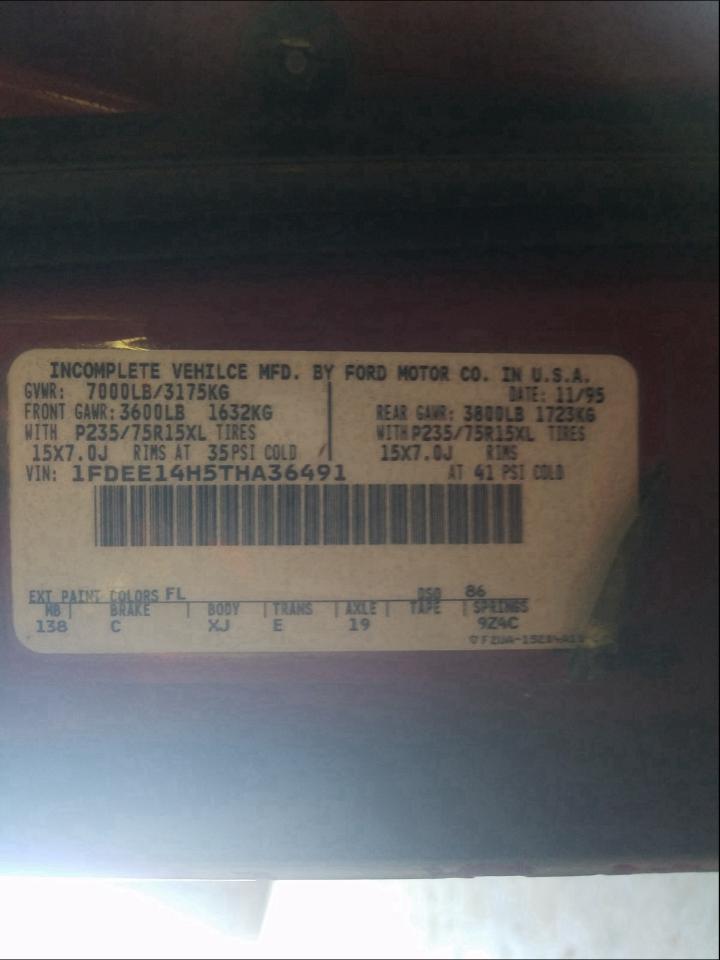 INCOMPLETE VEHILCE MFD. BY FORD MOTOR CO. IN U.S.A.
GVWR: 7000LB/3175KG DATE: 11/95
FRONT GAWR: 3600LB 1632KG REAR GAWR: 3800LB 1723KG
WITH P235/75R15XL TIRES WITH P235/75R15XL TIRES
15X7.0J RIMS AT 35 PSI COLD 15X7.0J RIMS
VIN: 1FDEE14H5THA36491 AT 41 PSI COLD
EXT PAINT COLORS FL DSO 86
WB BRAKE BODY TRANS AXLE TAPE SPRINGS
138 C XJ E 19 9Z4C